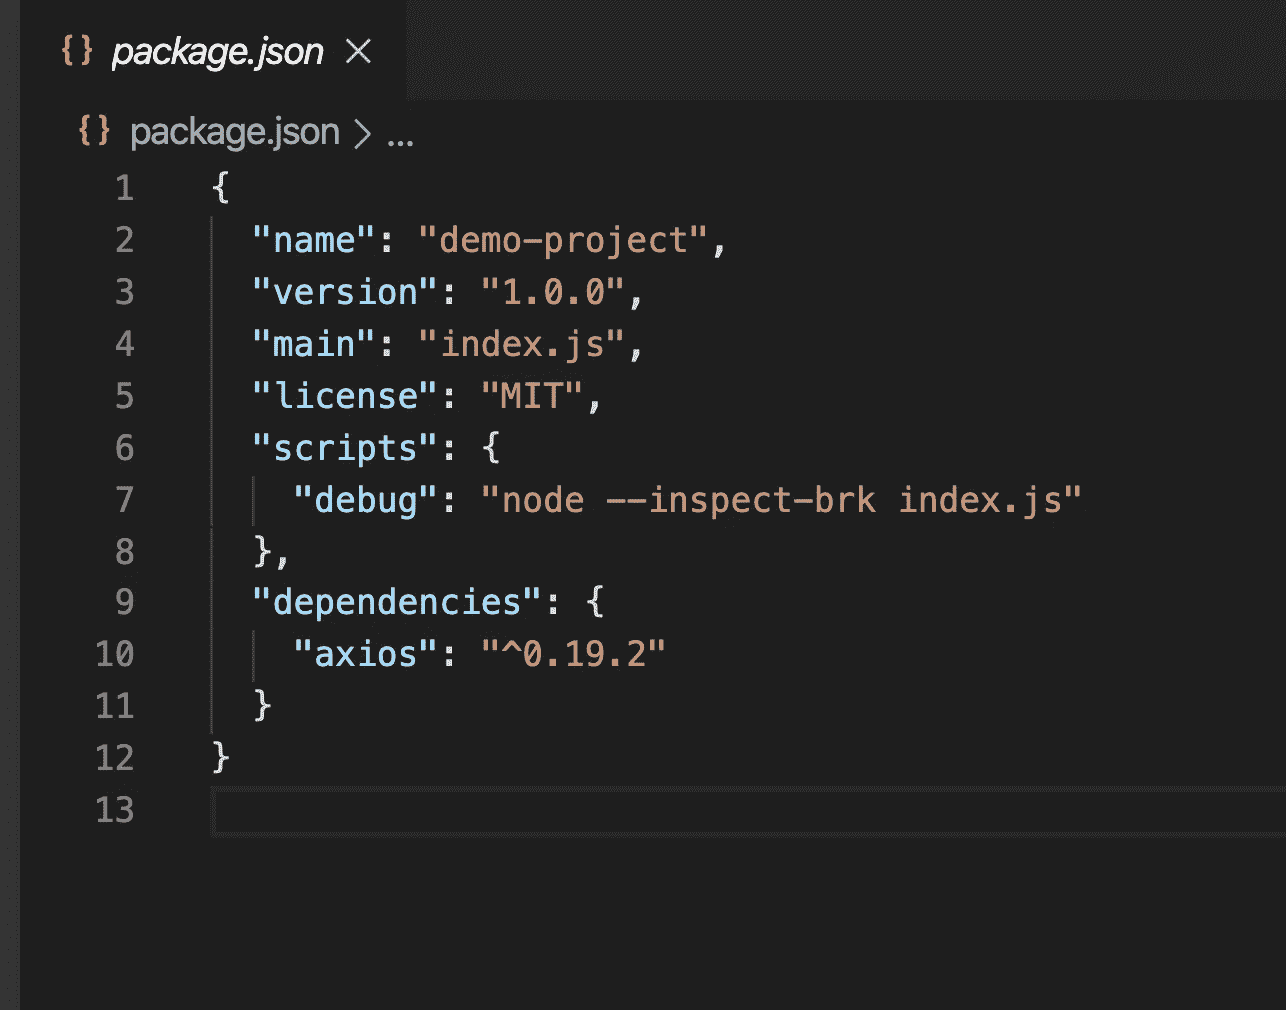 {} package.json ×
{} package.json > ...
1 {
2   "name": "demo-project",
3   "version": "1.0.0",
4   "main": "index.js",
5   "license": "MIT",
6   "scripts": {
7     "debug": "node --inspect-brk index.js"
8   },
9   "dependencies": {
10     "axios": "^0.19.2"
11   }
12 }
13